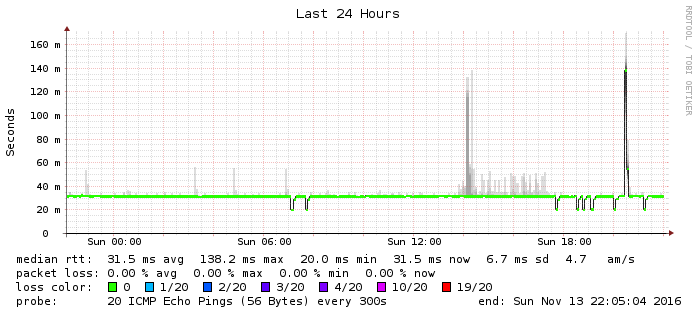 Last 24 Hours
RRDTOOL / TOBI OETIKER
Seconds
160 m
140 m
120 m
100 m
80 m
60 m
40 m
20 m
0
Sun 00:00 Sun 06:00 Sun 12:00 Sun 18:00
median rtt: 31.5 ms avg 138.2 ms max 20.0 ms min 31.5 ms now 6.7 ms sd 4.7 am/s
packet loss: 0.00 % avg 0.00 % max 0.00 % min 0.00 % now
loss color: 0 1/20 2/20 3/20 4/20 10/20 19/20
probe: 20 ICMP Echo Pings (56 Bytes) every 300s end: Sun Nov 13 22:05:04 2016